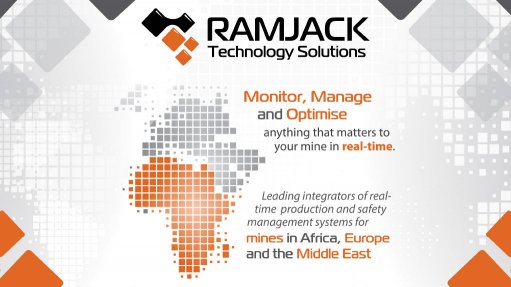 RAMJACK
Technology Solutions
Monitor, Manage
and Optimise
anything that matters to
your mine in real-time.
Leading integrators of real-
time production and safety
management systems for
mines in Africa, Europe
and the Middle East